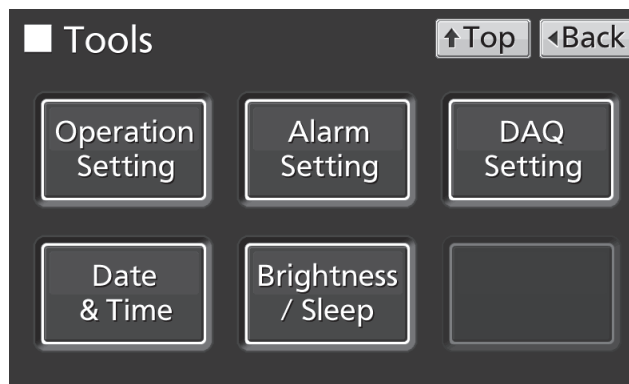 Tools
Top
Back
Operation
Setting
Alarm
Setting
DAQ
Setting
Date
& Time
Brightness
/ Sleep